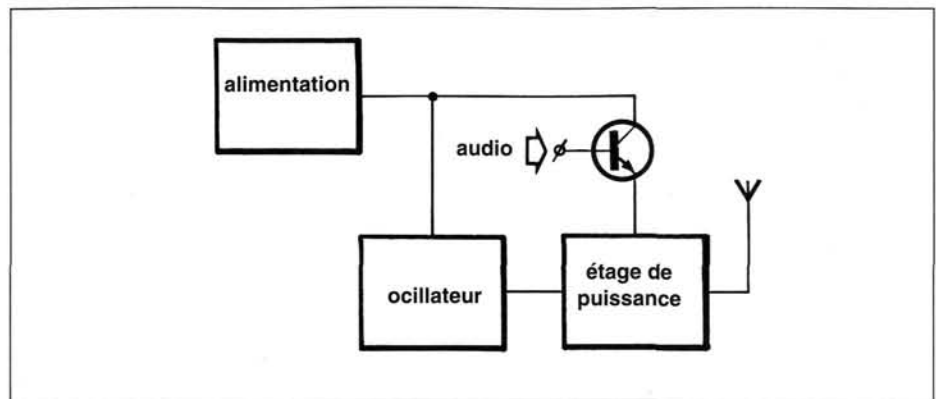 alimentation
audio
ocillateur
étage de
puissance